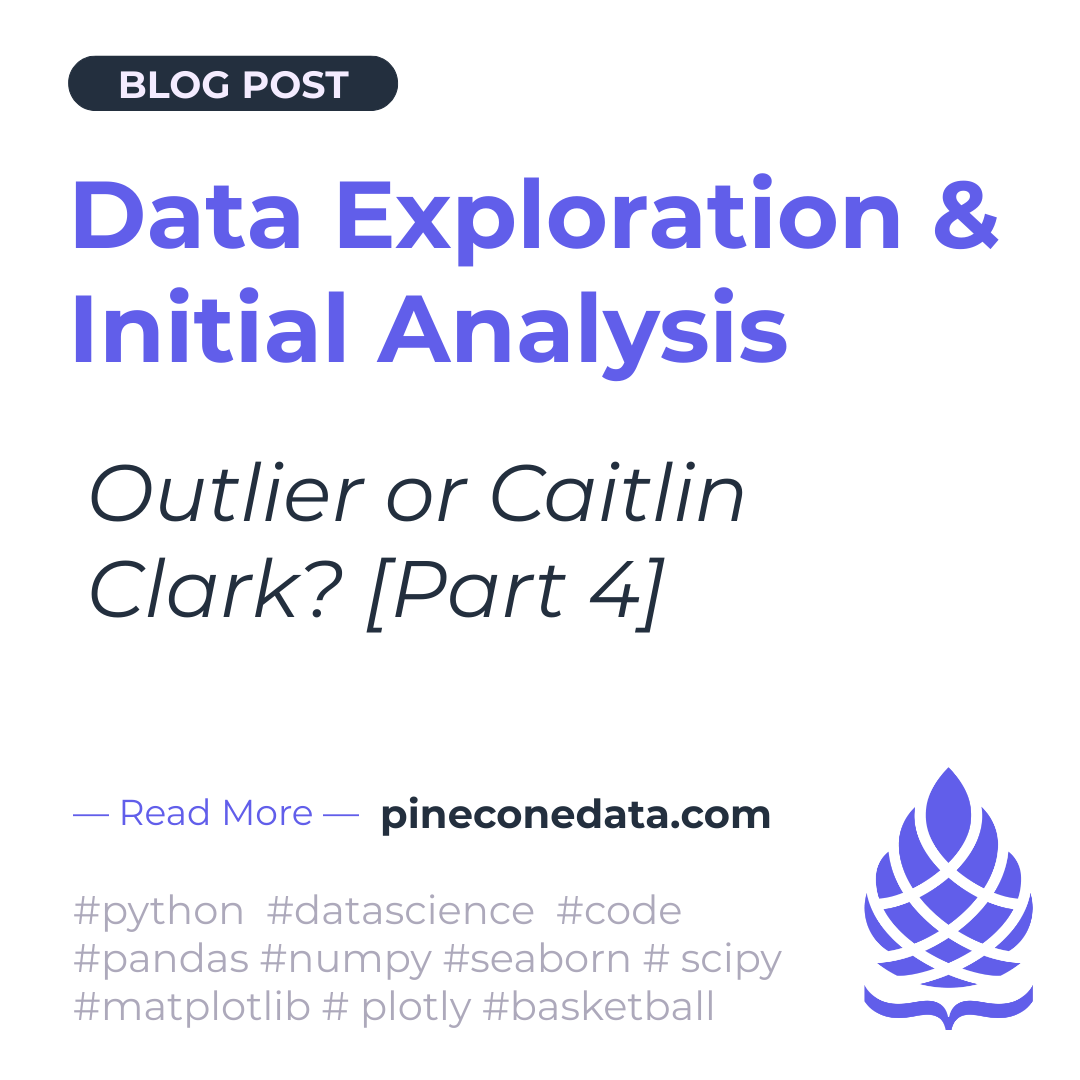 BLOG POST
Data Exploration &
Initial Analysis
Outlier or Caitlin
Clark? [Part 4]
— Read More — pineconedata.com
#python #datascience #code
#pandas #numpy #seaborn # scipy
#matplotlib # plotly #basketball